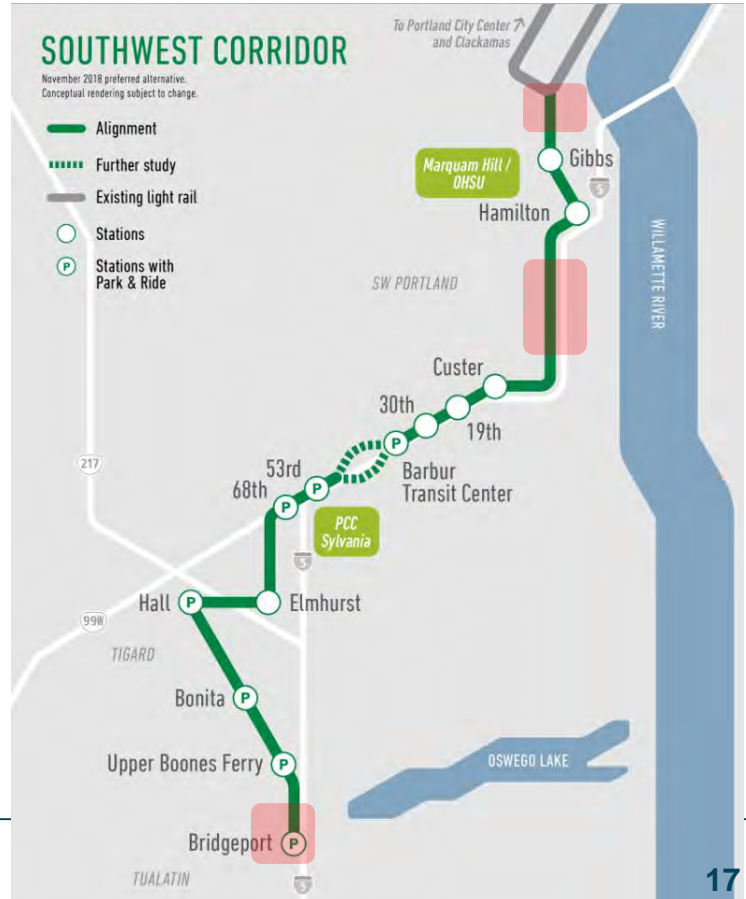 To Portland City Center
and Clackamas
SOUTHWEST CORRIDOR
November 2018 preferred alternative.
Conceptual rendering subject to change.
Alignment
Further study
Existing light rail
Stations
P
Stations with
Park & Ride
Marquam Hill /
OHSU
Gibbs
5
Hamilton
WILLAMETTE RIVER
SW PORTLAND
Custer
30th
19th
P
Barbur
Transit Center
217
53rd
P
68th
P
PCC
Sylvania
5
Hall
P
Elmhurst
99W
TIGARD
Bonita
P
Upper Boones Ferry
P
OSWEGO LAKE
Bridgeport
P
TUALATIN
5
17